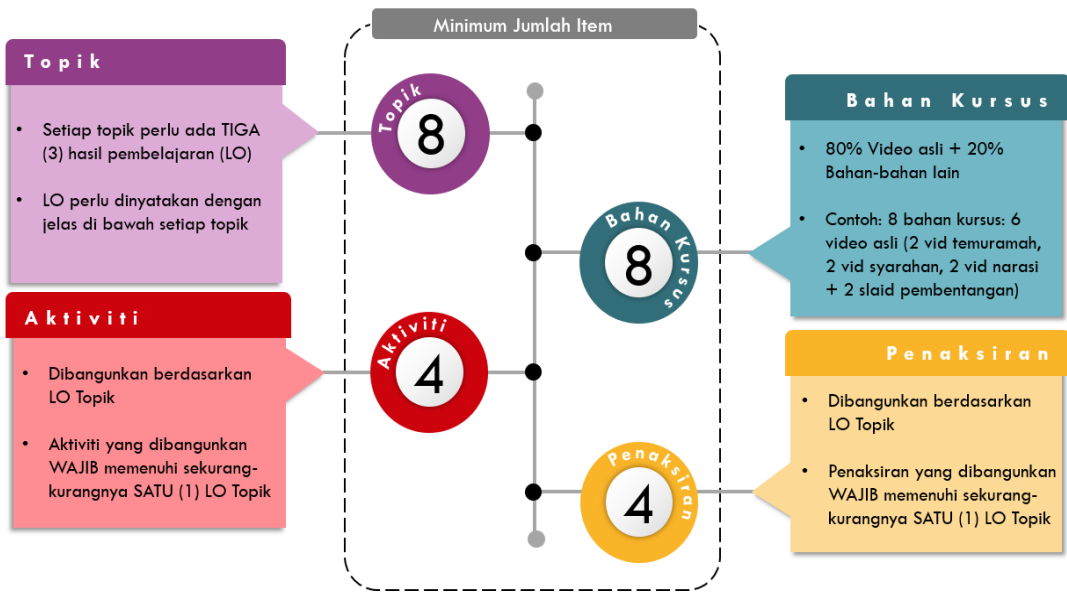 Minimum Jumlah Item
Topik
• Setiap topik perlu ada TIGA
(3) hasil pembelajaran (LO)
• LO perlu dinyatakan dengan
jelas di bawah setiap topik
Topik
8
Bahan Kursus
• 80% Video asli + 20%
Bahan-bahan lain
• Contoh: 8 bahan kursus: 6
video asli (2 vid temuramah,
2 vid syarahan, 2 vid narasi
+ 2 slaid pembentangan)
Bahan Kursus
8
Aktiviti
• Dibangunkan berdasarkan
LO Topik
• Aktiviti yang dibangunkan
WAJIB memenuhi sekurang-
kurangnya SATU (1) LO Topik
Aktiviti
4
Penaksiran
• Dibangunkan berdasarkan
LO Topik
• Penaksiran yang dibangunkan
WAJIB memenuhi sekurang-
kurangnya SATU (1) LO Topik
Penaksiran
4